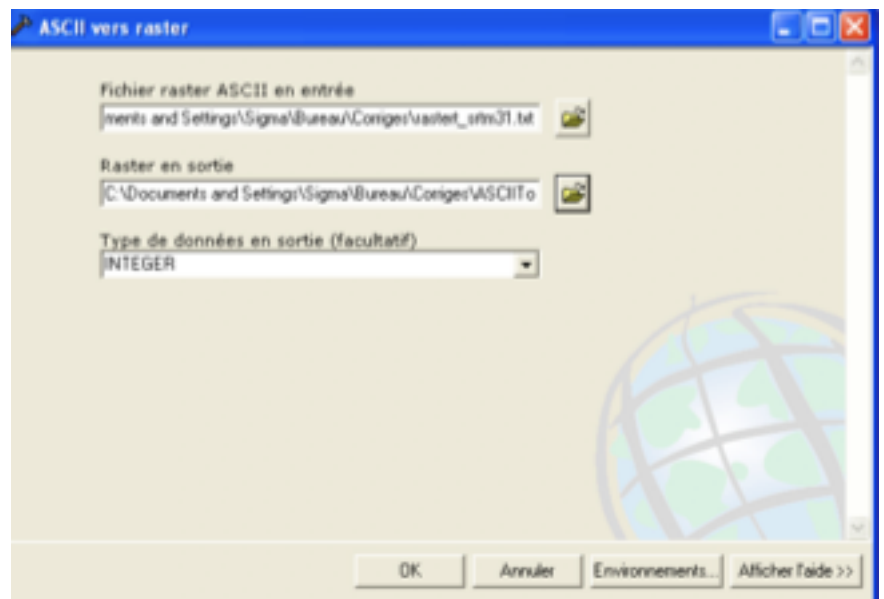 ASCII vers raster
Fichier raster ASCII en entrée
ments and Settings\Sigma\Bureau\Corriges\rastert_srtm31.txt
Raster en sortie
C:\Documents and Settings\Sigma\Bureau\Corriges\ASCIITo
Type de données en sortie (facultatif)
INTEGER
OK Annuler Environnements... Afficher l'aide >>